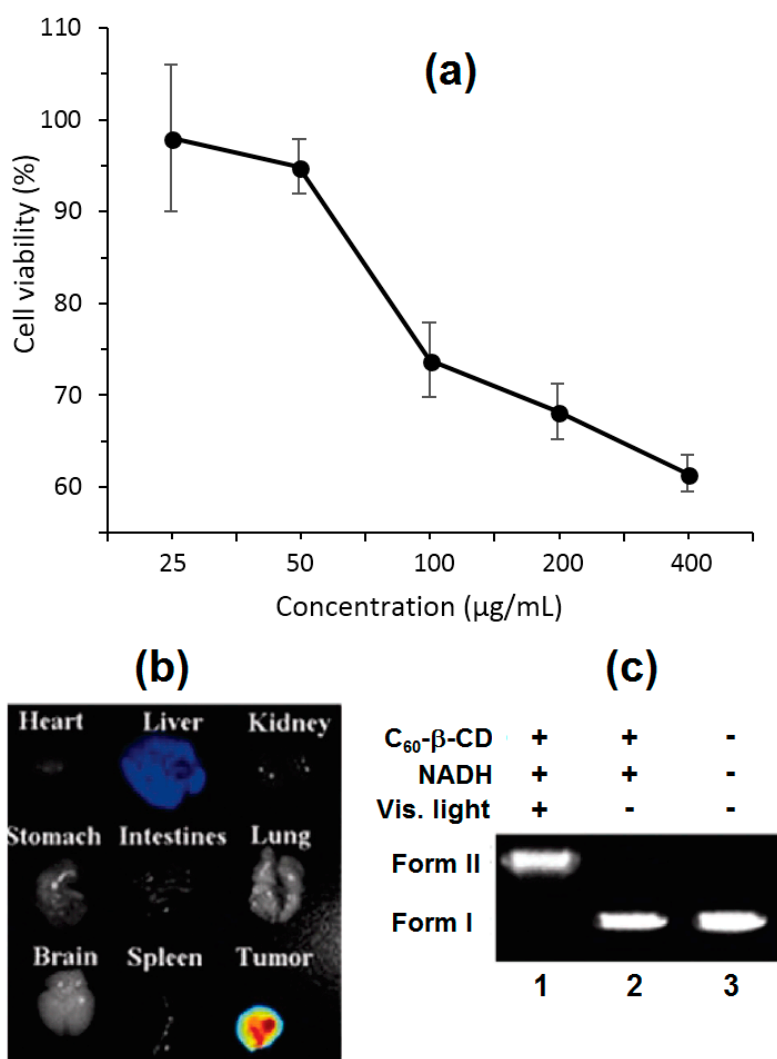 (a)
110
100
90
80
70
60
Cell viability (%)
25 50 100 200 400
Concentration (µg/mL)
(b)
Heart Liver Kidney
Stomach Intestines Lung
Brain Spleen Tumor
(c)
C₆₀-β-CD + + -
NADH + + -
Vis. light + - -
Form II
Form I
1 2 3